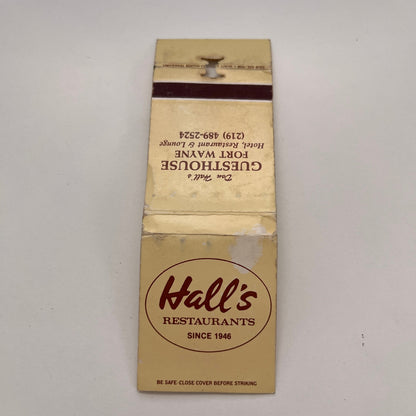 Don Hall's
GUESTHOUSE
FORT WAYNE
Hotel, Restaurant & Lounge
(219) 489-2524
Hall's
RESTAURANTS
SINCE 1946
BE SAFE-CLOSE COVER BEFORE STRIKING